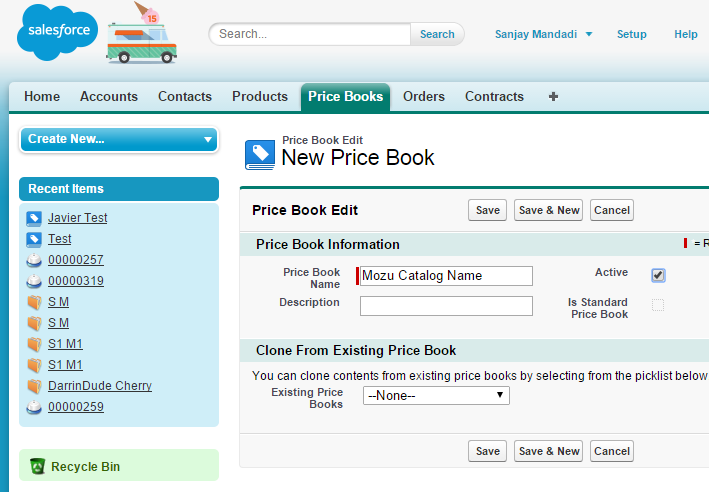 salesforce
15
Search...
Search
Sanjay Mandadi
Setup
Help
Home
Accounts
Contacts
Products
Price Books
Orders
Contracts
Create New...
Price Book Edit
New Price Book
Recent Items
Javier Test
Test
00000257
00000319
S M
S M
S1 M1
S1 M1
DarrinDude Cherry
00000259
Recycle Bin
Price Book Edit
Save
Save & New
Cancel
Price Book Information
= R
Price Book
Name
Mozu Catalog Name
Active
Description
Is Standard
Price Book
Clone From Existing Price Book
You can clone contents from existing price books by selecting from the picklist below
Existing Price
Books
--None--
Save
Save & New
Cancel